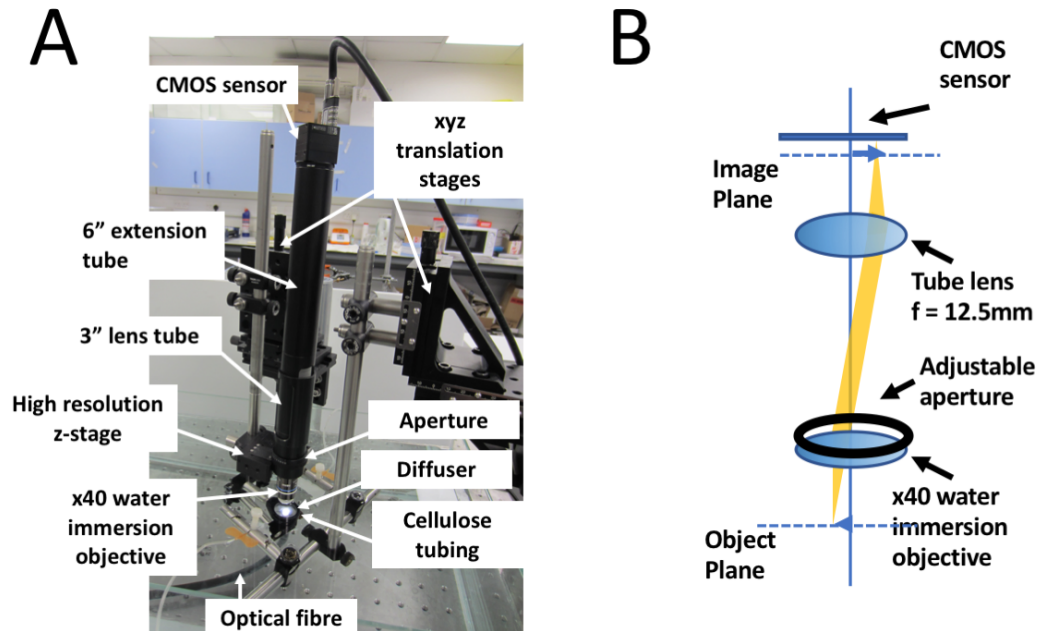 A
CMOS sensor
xyz
translation
stages
6” extension
tube
3” lens tube
High resolution
z-stage
Aperture
Diffuser
x40 water
immersion
objective
Cellulose
tubing
Optical fibre
B
CMOS
sensor
Image
Plane
Tube lens
f = 12.5mm
Adjustable
aperture
x40 water
immersion
objective
Object
Plane